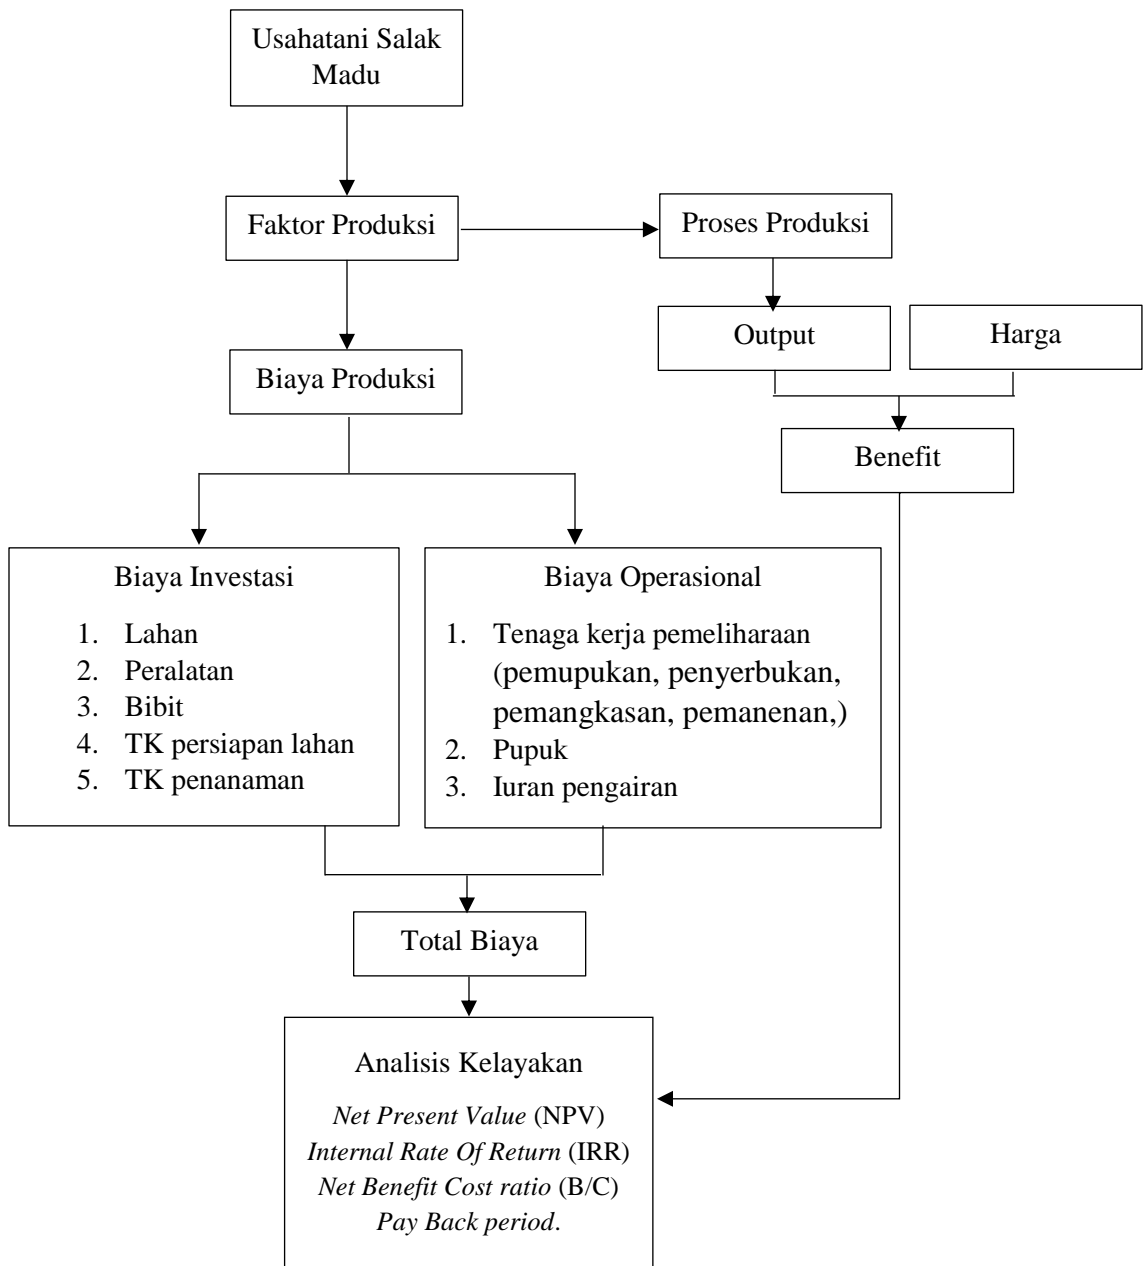 Usahatani Salak
Madu
Faktor Produksi
Proses Produksi
Output
Harga
Biaya Produksi
Benefit
Biaya Investasi
1. Lahan
2. Peralatan
3. Bibit
4. TK persiapan lahan
5. TK penanaman
Biaya Operasional
1. Tenaga kerja pemeliharaan
(pemupukan, penyerbukan,
pemangkasan, pemanenan,)
2. Pupuk
3. Iuran pengairan
Total Biaya
Analisis Kelayakan
Net Present Value (NPV)
Internal Rate Of Return (IRR)
Net Benefit Cost ratio (B/C)
Pay Back period.